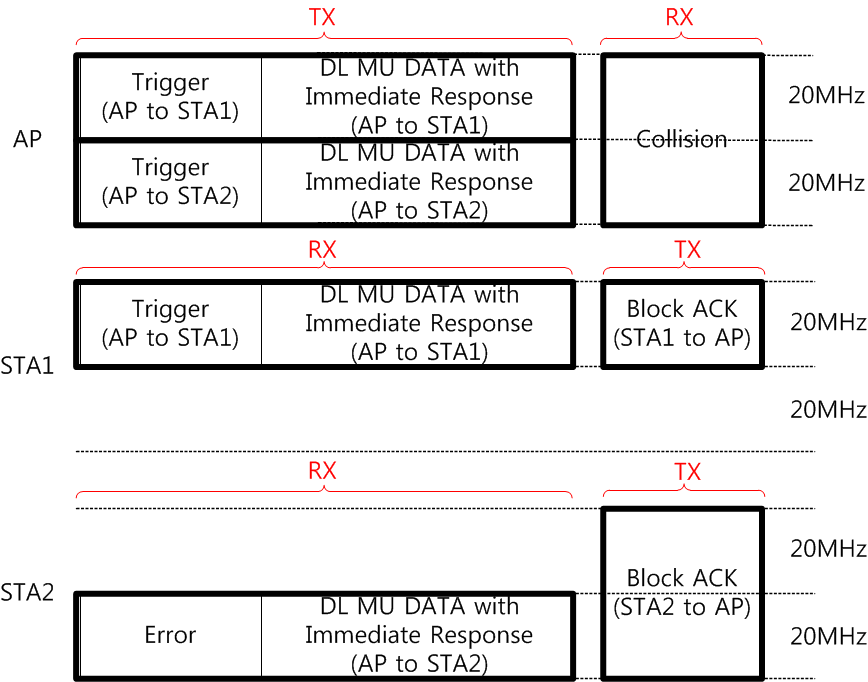 TX
RX
AP
Trigger
(AP to STA1)
DL MU DATA with
Immediate Response
(AP to STA1)
Collision
20MHz
Trigger
(AP to STA2)
DL MU DATA with
Immediate Response
(AP to STA2)
20MHz
RX
TX
STA1
Trigger
(AP to STA1)
DL MU DATA with
Immediate Response
(AP to STA1)
Block ACK
(STA1 to AP)
20MHz
20MHz
RX
TX
STA2
Block ACK
(STA2 to AP)
20MHz
Error
DL MU DATA with
Immediate Response
(AP to STA2)
20MHz